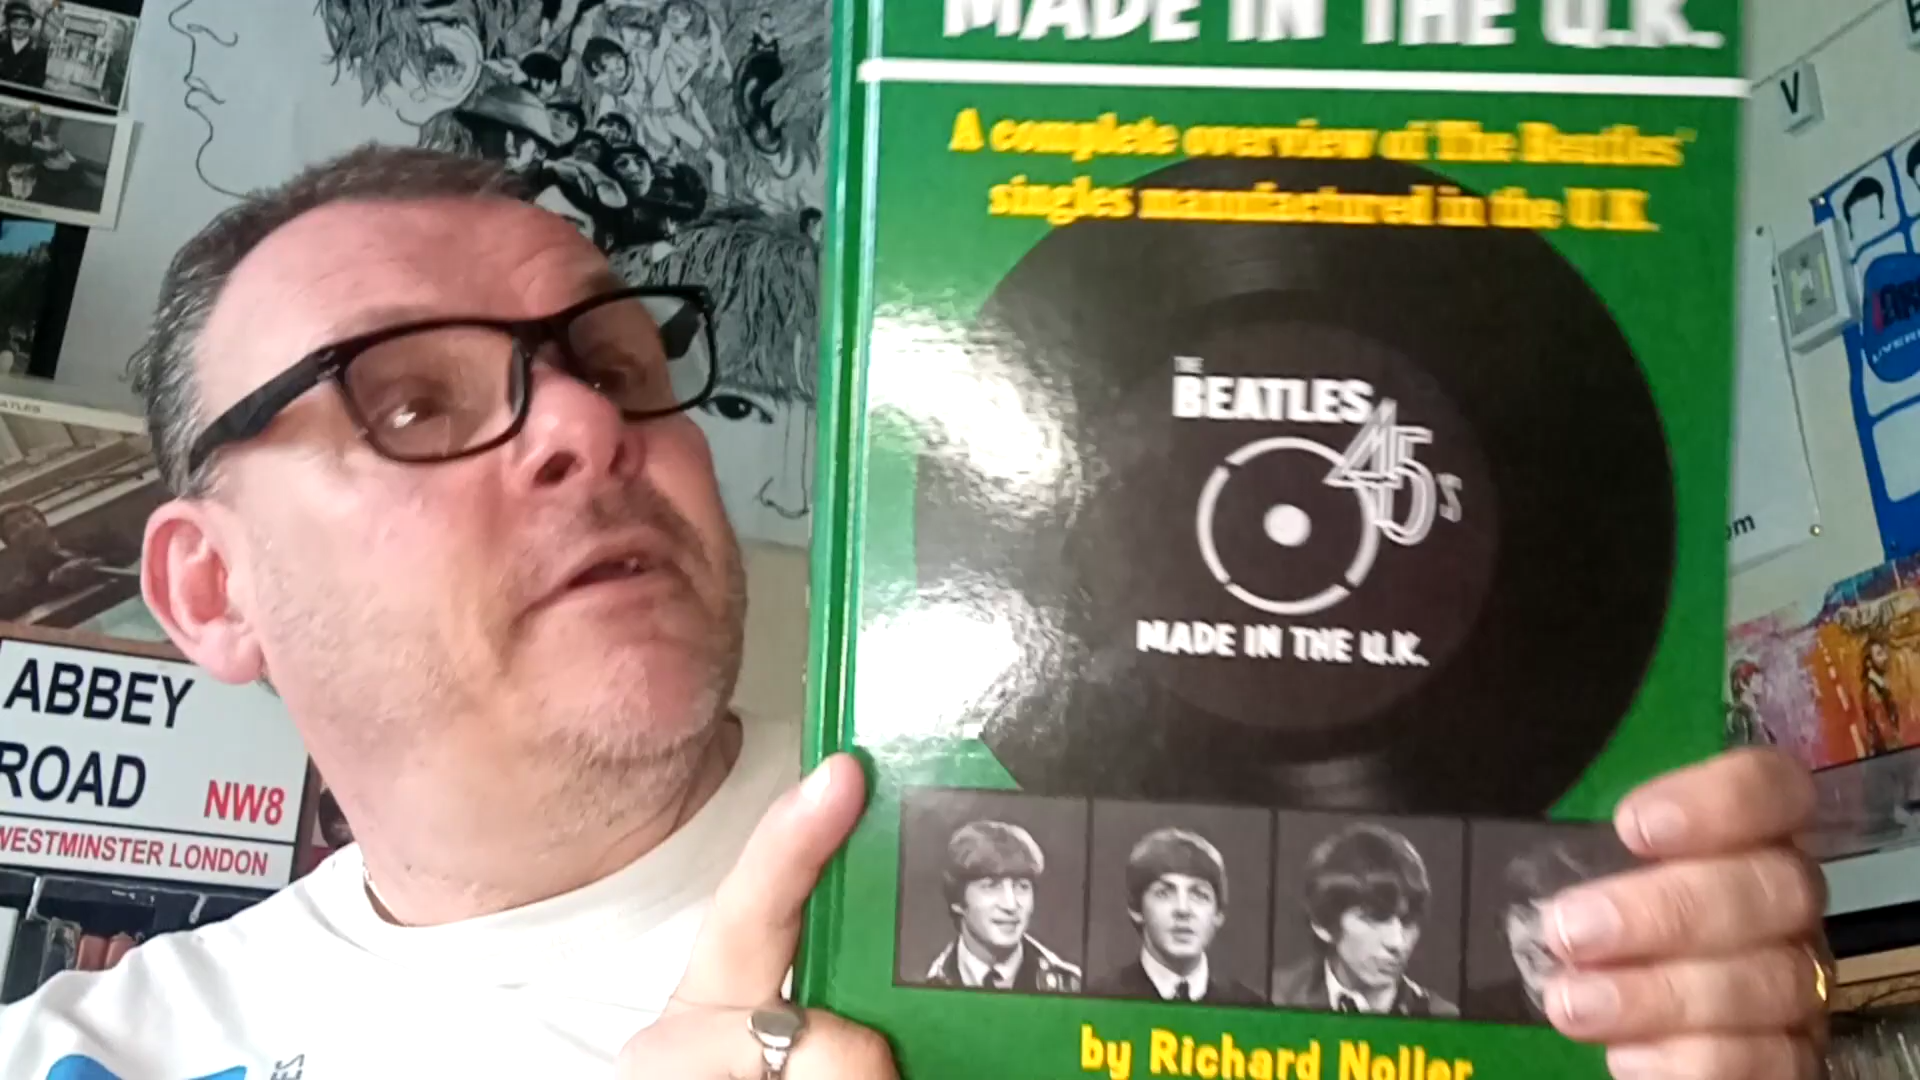 MADE IN THE U.K.
A complete overview of The Beatles'
singles manufactured in the U.K.
THE
BEATLES
45s
MADE IN THE U.K.
by Richard Noller
ABBEY
ROAD
NW8
WESTMINSTER LONDON
V